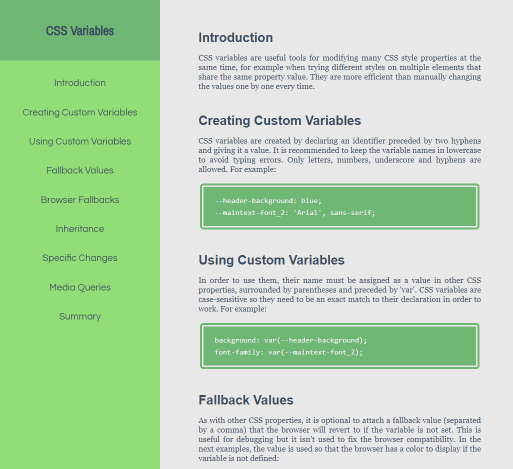 CSS Variables
Introduction
Creating Custom Variables
Using Custom Variables
Fallback Values
Browser Fallbacks
Inheritance
Specific Changes
Media Queries
Summary
Introduction
CSS variables are useful tools for modifying many CSS style properties at the
same time, for example when trying different styles on multiple elements that
share the same property value. They are more efficient than manually changing
the values one by one every time.
Creating Custom Variables
CSS variables are created by declaring an identifier preceded by two hyphens
and giving it a value. It is recommended to keep the variable names in lowercase
to avoid typing errors. Only letters, numbers, underscore and hyphens are
allowed. For example:
--header-background: blue;
--maintext-font_2: 'Arial', sans-serif;
Using Custom Variables
In order to use them, their name must be assigned as a value in other CSS
properties, surrounded by parentheses and preceded by 'var'. CSS variables are
case-sensitive so they need to be an exact match to their declaration in order to
work. For example:
background: var(--header-background);
font-family: var(--maintext-font_2);
Fallback Values
As with other CSS properties, it is optional to attach a fallback value (separated
by a comma) that the browser will revert to if the variable is not set. This is
useful for debugging but it isn't used to fix the browser compatibility. In the
next examples, the value is used so that the browser has a color to display if the
variable is not defined: